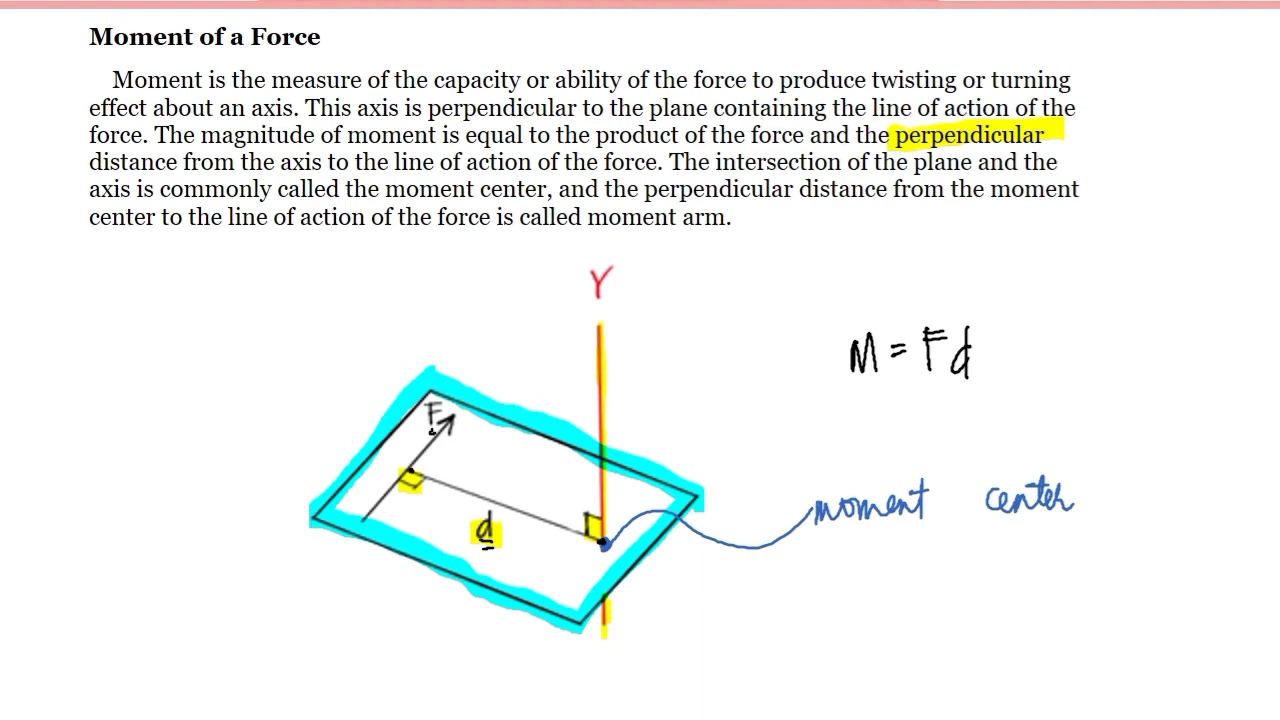 Moment of a Force
Moment is the measure of the capacity or ability of the force to produce twisting or turning
effect about an axis. This axis is perpendicular to the plane containing the line of action of the
force. The magnitude of moment is equal to the product of the force and the perpendicular
distance from the axis to the line of action of the force. The intersection of the plane and the
axis is commonly called the moment center, and the perpendicular distance from the moment
center to the line of action of the force is called moment arm.
Y
M = Fd
F
moment center
d